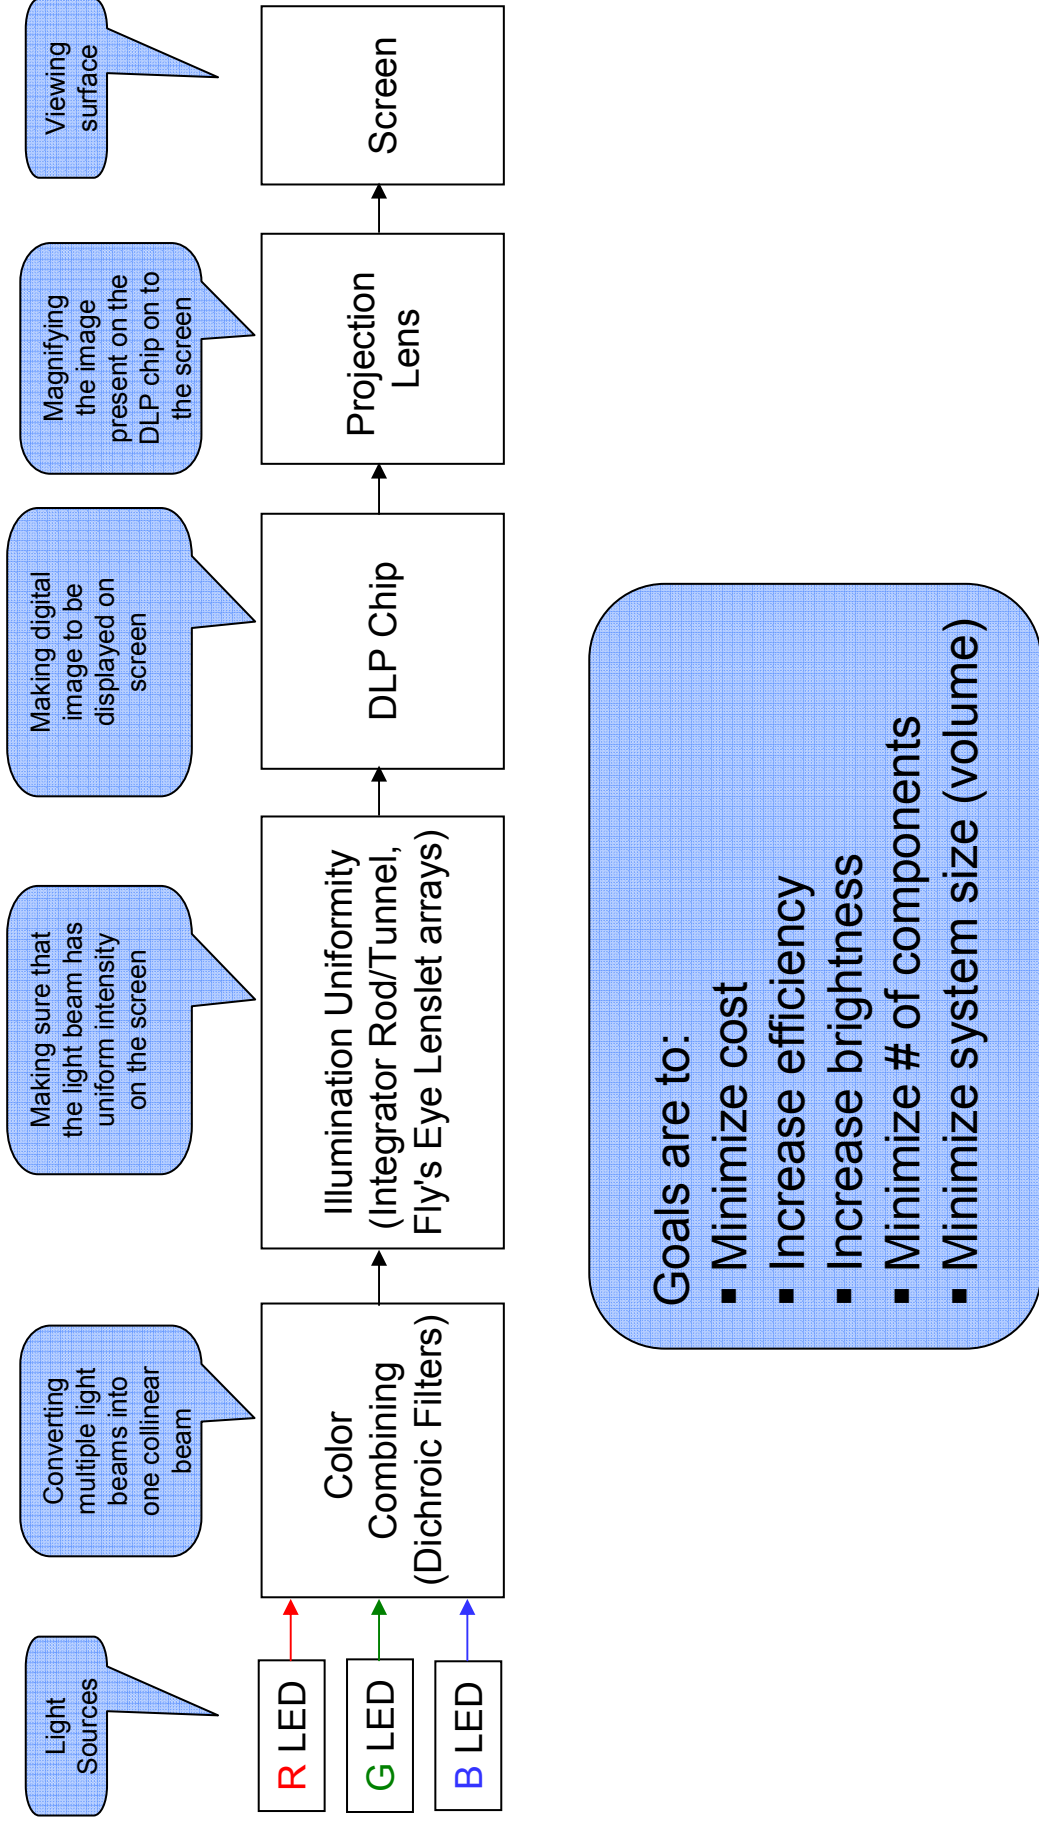 Light
Sources
Converting
multiple light
beams into
one collinear
beam
Making sure that
the light beam has
uniform intensity
on the screen
Making digital
image to be
displayed on
screen
Magnifying
the image
present on the
DLP chip on to
the screen
Viewing
surface
R LED
G LED
B LED
Color
Combining
(Dichroic Filters)
Illumination Uniformity
(Integrator Rod/Tunnel,
Fly's Eye Lenslet arrays)
DLP Chip
Projection
Lens
Screen
Goals are to:
▪ Minimize cost
▪ Increase efficiency
▪ Increase brightness
▪ Minimize # of components
▪ Minimize system size (volume)